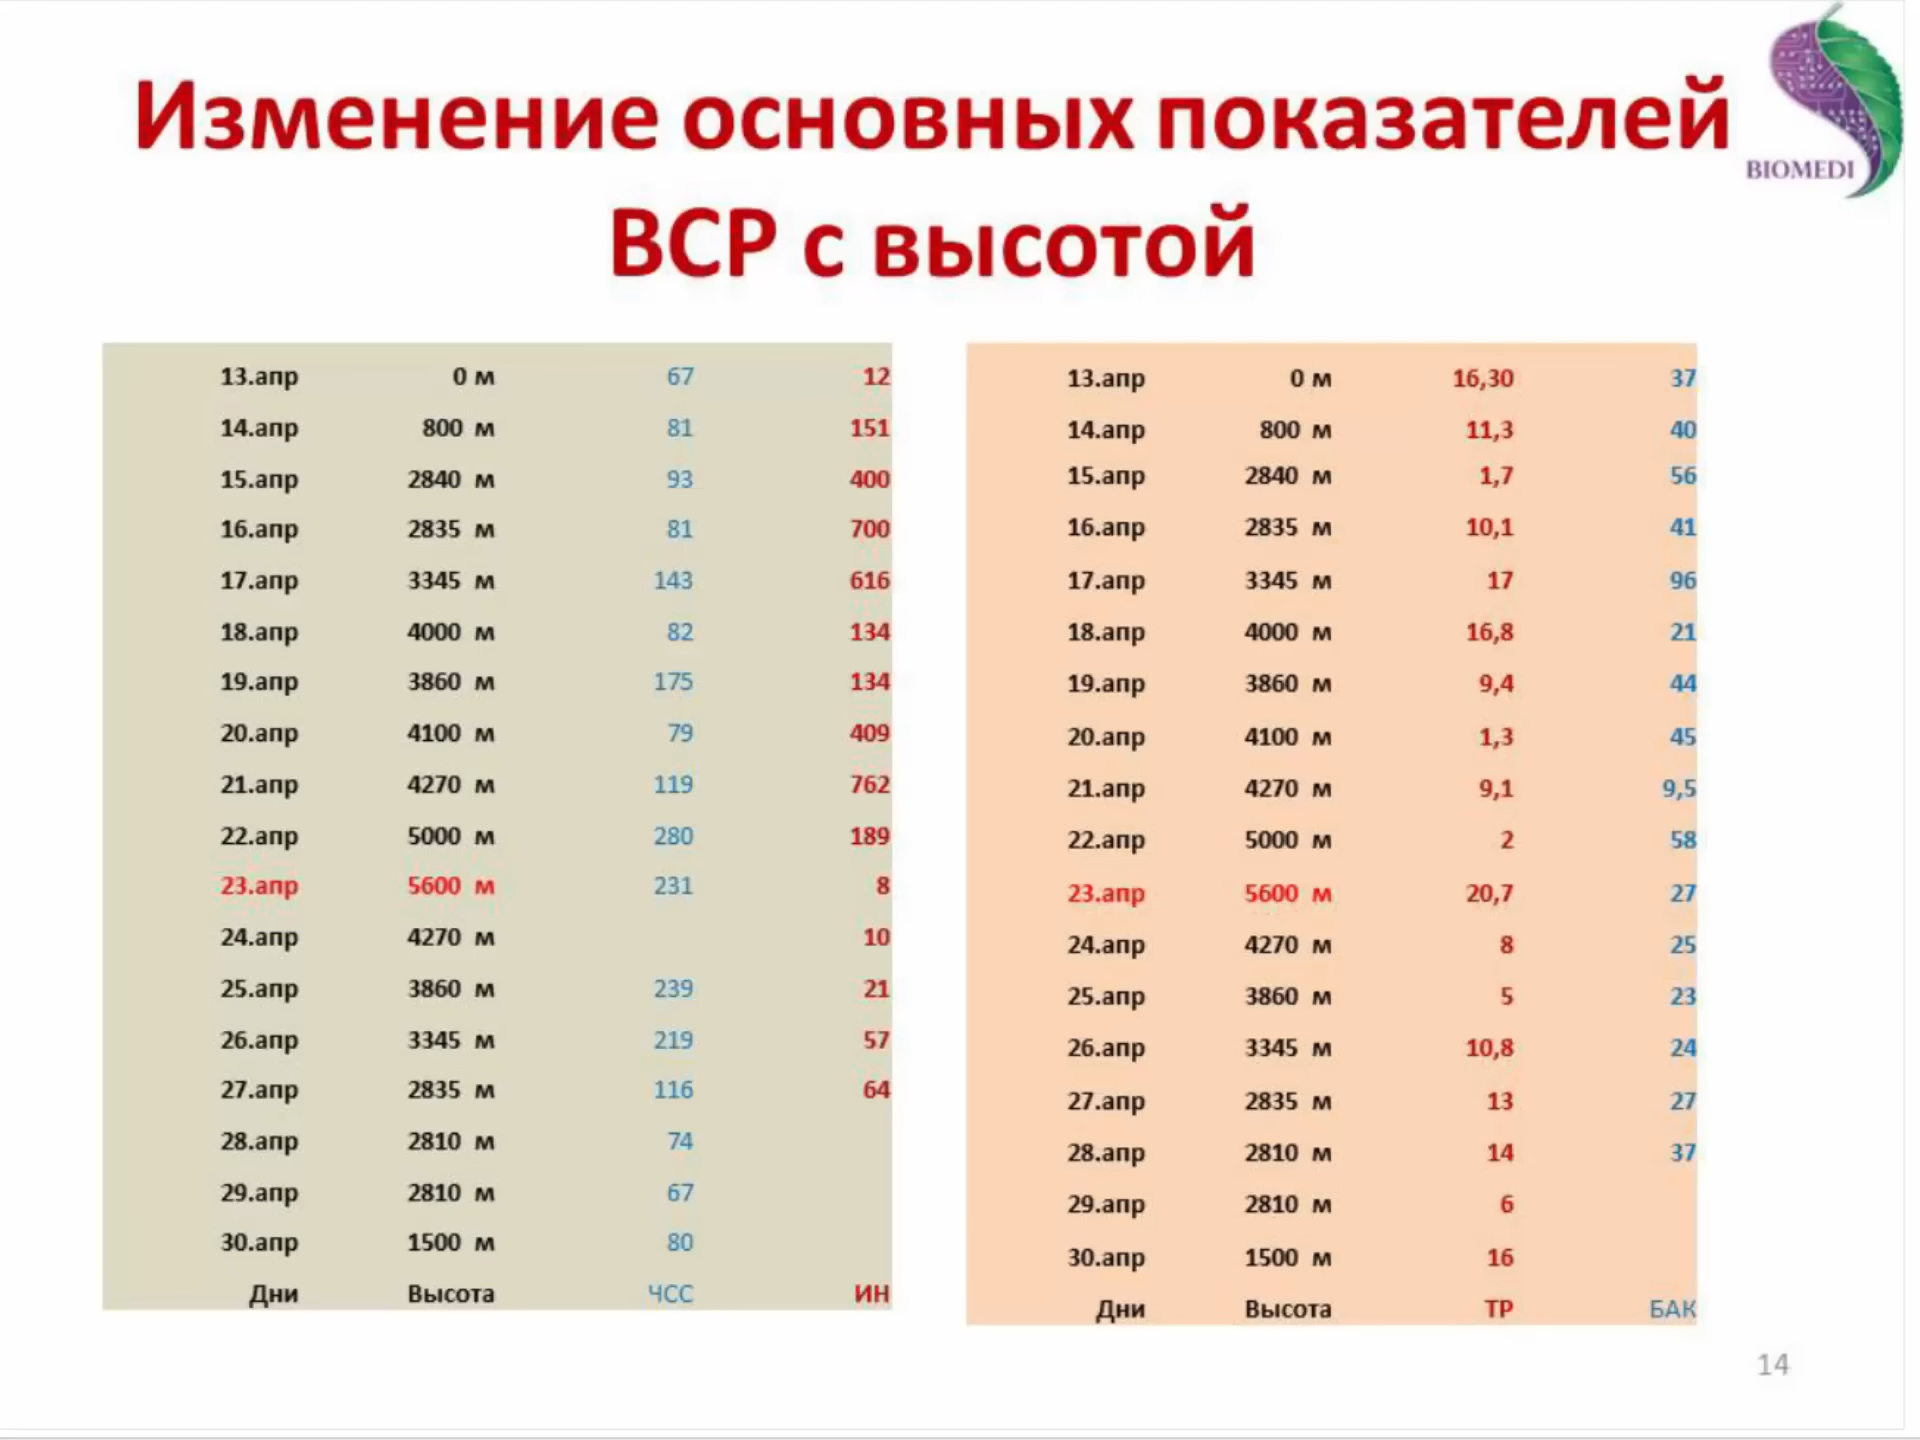 Изменение основных показателей
ВСР с высотой
BIOMEDI
13.апр 0 м 67 12
14.апр 800 м 81 151
15.апр 2840 м 93 400
16.апр 2835 м 81 700
17.апр 3345 м 143 616
18.апр 4000 м 82 134
19.апр 3860 м 175 134
20.апр 4100 м 79 409
21.апр 4270 м 119 762
22.апр 5000 м 280 189
23.апр 5600 м 231 8
24.апр 4270 м 10
25.апр 3860 м 239 21
26.апр 3345 м 219 57
27.апр 2835 м 116 64
28.апр 2810 м 74
29.апр 2810 м 67
30.апр 1500 м 80
Дни Высота ЧСС ИН
13.апр 0 м 16,30 37
14.апр 800 м 11,3 40
15.апр 2840 м 1,7 56
16.апр 2835 м 10,1 41
17.апр 3345 м 17 96
18.апр 4000 м 16,8 21
19.апр 3860 м 9,4 44
20.апр 4100 м 1,3 45
21.апр 4270 м 9,1 9,5
22.апр 5000 м 2 58
23.апр 5600 м 20,7 27
24.апр 4270 м 8 25
25.апр 3860 м 5 23
26.апр 3345 м 10,8 24
27.апр 2835 м 13 27
28.апр 2810 м 14 37
29.апр 2810 м 6
30.апр 1500 м 16
Дни Высота ТР БАК
14